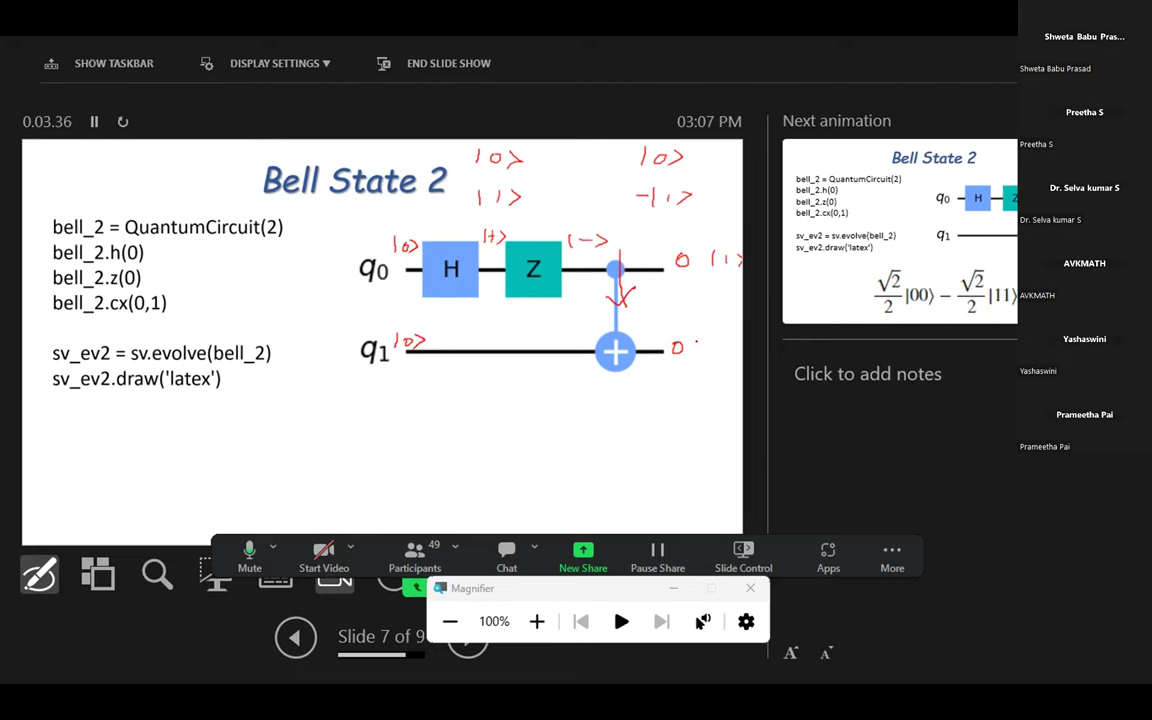 SHOW TASKBAR
DISPLAY SETTINGS ▼
END SLIDE SHOW
0.03.36
03:07 PM
Bell State 2
|0>
|1>
|0>
-|1>
bell_2 = QuantumCircuit(2)
bell_2.h(0)
bell_2.z(0)
bell_2.cx(0,1)
sv_ev2 = sv.evolve(bell_2)
sv_ev2.draw('latex')
q0
|0>
H
|+>
Z
|->
0 |1>
q1
|0>
0
Next animation
Bell State 2
bell_2 = QuantumCircuit(2)
bell_2.h(0)
bell_2.z(0)
bell_2.cx(0,1)
sv_ev2 = sv.evolve(bell_2)
sv_ev2.draw('latex')
q0
H
Z
q1
√2/2|00⟩ − √2/2|11⟩
Click to add notes
Shweta Babu Pras...
Shweta Babu Prasad
Preetha S
Preetha S
Dr. Selva kumar S
Dr. Selva kumar S
AVKMATH
AVKMATH
Yashaswini
Yashaswini
Prameetha Pai
Prameetha Pai
Mute
Start Video
49
Participants
Chat
New Share
Pause Share
Slide Control
Apps
More
Magnifier
100%
Slide 7 of 9
A A